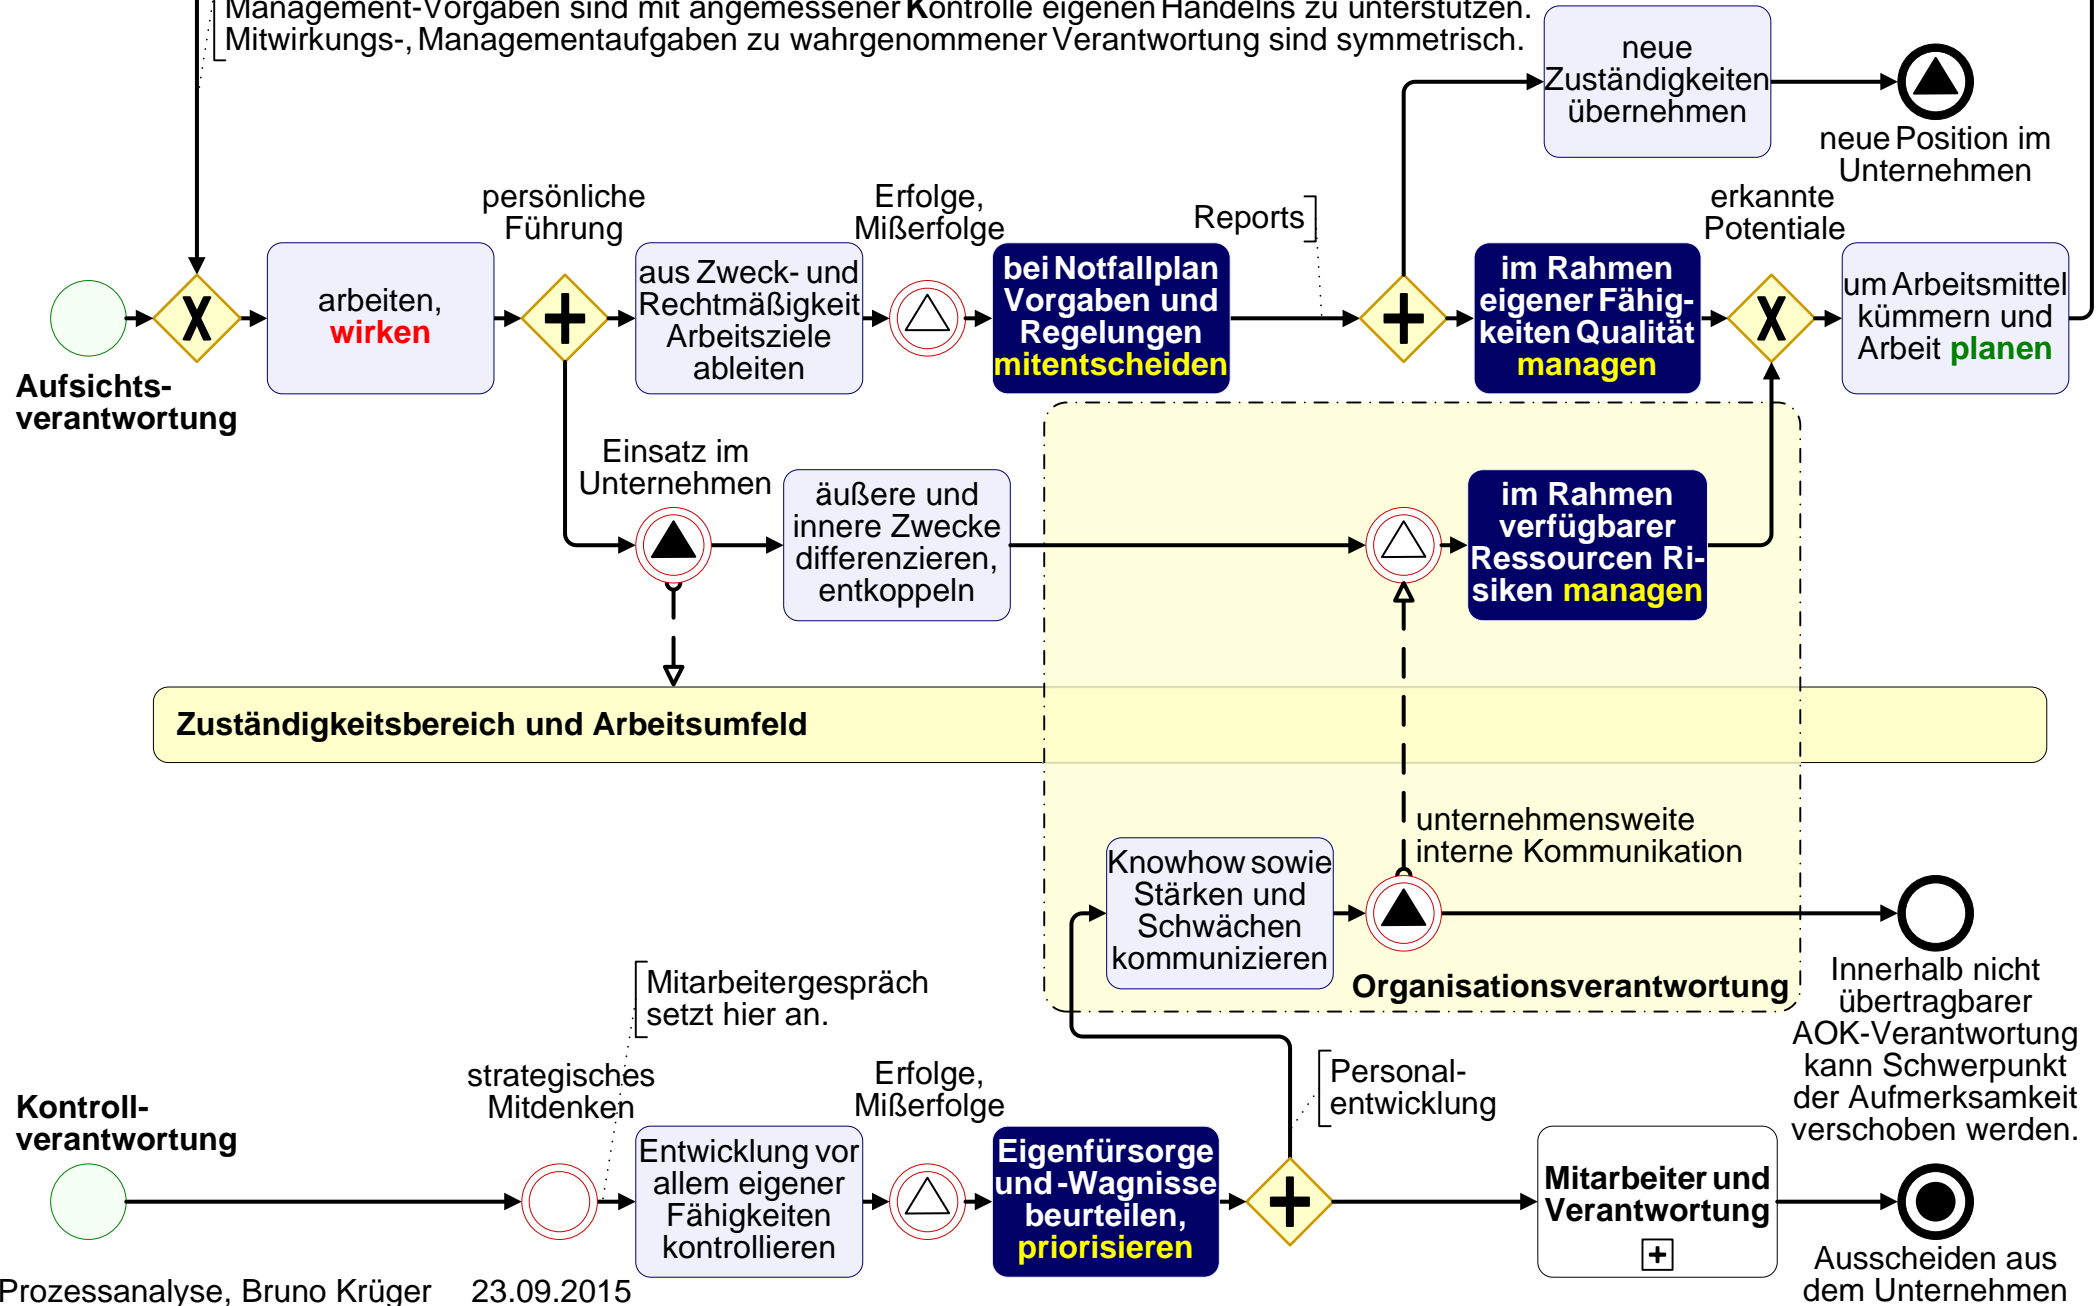 Management-Vorgaben sind mit angemessener Kontrolle eigenen Handelns zu unterstützen.
Mitwirkungs-, Managementaufgaben zu wahrgenommener Verantwortung sind symmetrisch.
neue
Zuständigkeiten
übernehmen
neue Position im
Unternehmen
persönliche
Führung
Erfolge,
Mißerfolge
Reports
erkannte
Potentiale
Aufsichts-
verantwortung
X
arbeiten,
wirken
aus Zweck- und
Rechtmäßigkeit
Arbeitsziele
ableiten
bei Notfallplan
Vorgaben und
Regelungen
mitentscheiden
im Rahmen
eigener Fähig-
keiten Qualität
managen
X
um Arbeitsmittel
kümmern und
Arbeit planen
Einsatz im
Unternehmen
äußere und
innere Zwecke
differenzieren,
entkoppeln
im Rahmen
verfügbarer
Ressourcen Ri-
siken managen
Zuständigkeitsbereich und Arbeitsumfeld
unternehmensweite
interne Kommunikation
Knowhow sowie
Stärken und
Schwächen
kommunizieren
Organisationsverantwortung
Innerhalb nicht
übertragbarer
AOK-Verantwortung
kann Schwerpunkt
der Aufmerksamkeit
verschoben werden.
Mitarbeitergespräch
setzt hier an.
strategisches
Mitdenken
Erfolge,
Mißerfolge
Personal-
entwicklung
Kontroll-
verantwortung
Entwicklung vor
allem eigener
Fähigkeiten
kontrollieren
Eigenfürsorge
und -Wagnisse
beurteilen,
priorisieren
Mitarbeiter und
Verantwortung
Ausscheiden aus
dem Unternehmen
Prozessanalyse, Bruno Krüger 23.09.2015